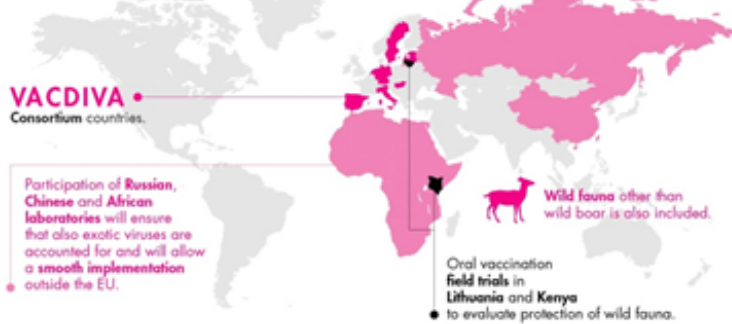 VACDIVA
Consortium countries.
Participation of Russian,
Chinese and African
laboratories will ensure
that also exotic viruses are
accounted for and will allow
a smooth implementation
outside the EU.
Wild fauna other than
wild boar is also included.
Oral vaccination
field trials in
Lithuania and Kenya
to evaluate protection of wild fauna.